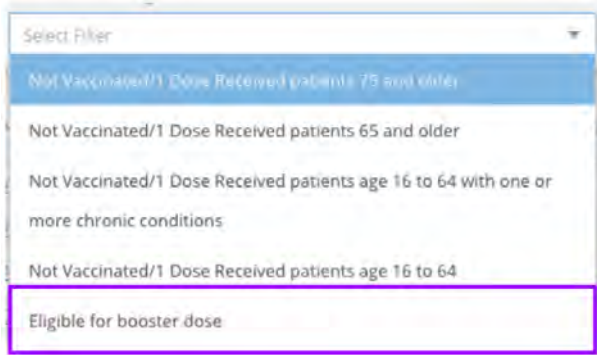 Select Filter
Not Vaccinated/1 Dose Received patients 75 and older
Not Vaccinated/1 Dose Received patients 65 and older
Not Vaccinated/1 Dose Received patients age 16 to 64 with one or
more chronic conditions
Not Vaccinated/1 Dose Received patients age 16 to 64
Eligible for booster dose